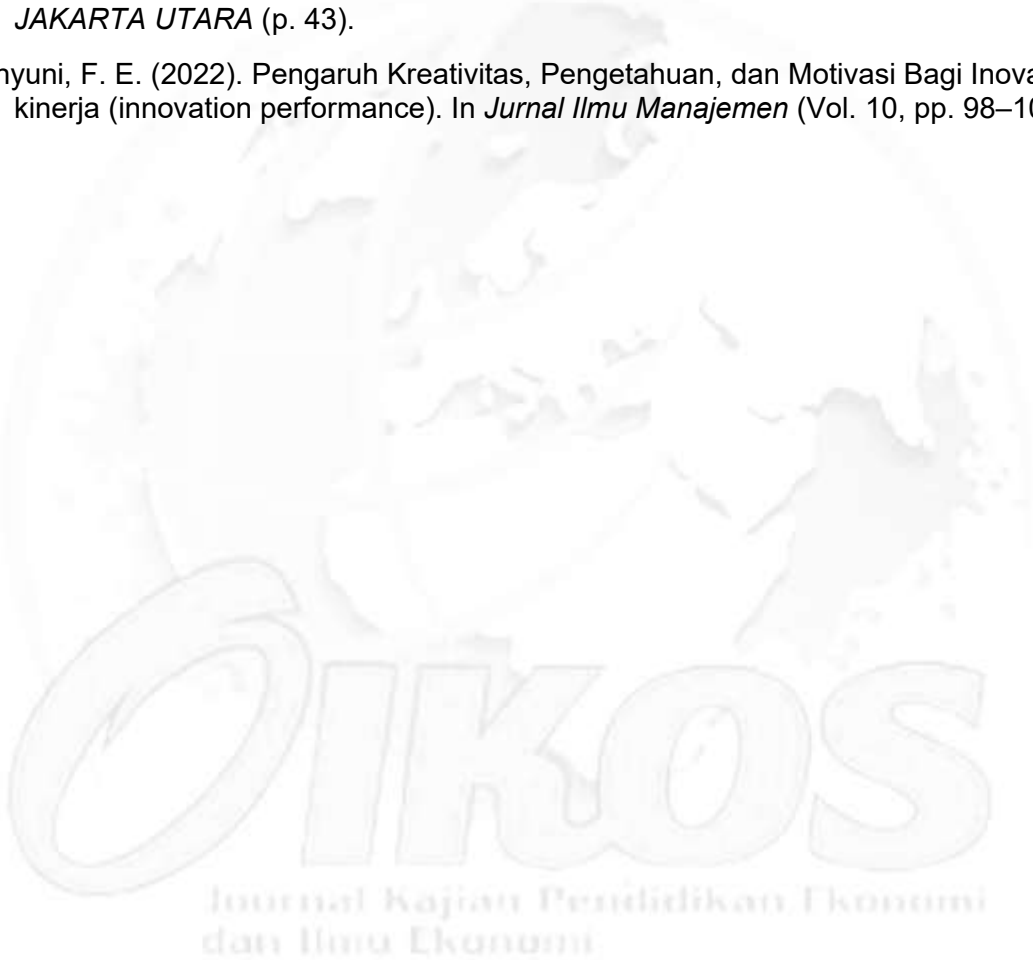 JAKARTA UTARA (p. 43).
nyuni, F. E. (2022). Pengaruh Kreativitas, Pengetahuan, dan Motivasi Bagi Inova
kinerja (innovation performance). In Jurnal Ilmu Manajemen (Vol. 10, pp. 98–10
OIKOS
Journal Kajian Pendidikan Ekonomi
dan Ilmu Ekonomi